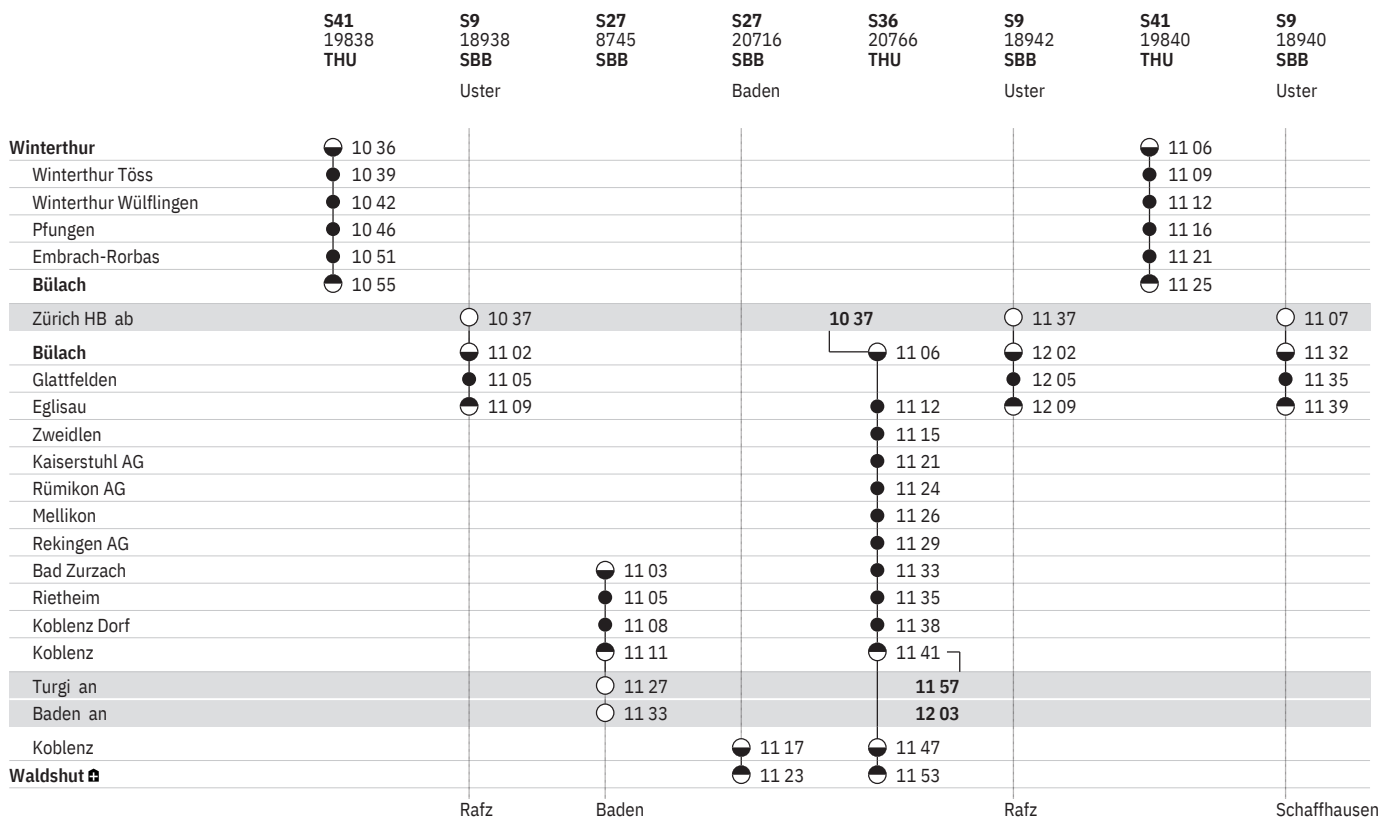 S41 S9 S27 S27 S36 S9 S41 S9
19838 18938 8745 20716 20766 18942 19840 18940
THU SBB SBB SBB THU SBB THU SBB
Uster Baden Uster Uster
Winterthur 10 36 11 06
Winterthur Töss 10 39 11 09
Winterthur Wülflingen 10 42 11 12
Pfungen 10 46 11 16
Embrach-Rorbas 10 51 11 21
Bülach 10 55 11 25
Zürich HB ab 10 37 10 37 11 37 11 07
Bülach 11 02 11 06 12 02 11 32
Glattfelden 11 05 12 05 11 35
Eglisau 11 09 11 12 12 09 11 39
Zweidlen 11 15
Kaiserstuhl AG 11 21
Rümikon AG 11 24
Mellikon 11 26
Rekingen AG 11 29
Bad Zurzach 11 03 11 33
Rietheim 11 05 11 35
Koblenz Dorf 11 08 11 38
Koblenz 11 11 11 41
Turgi an 11 27 11 57
Baden an 11 33 12 03
Koblenz 11 17 11 47
Waldshut 11 23 11 53
Rafz Baden Rafz Schaffhausen